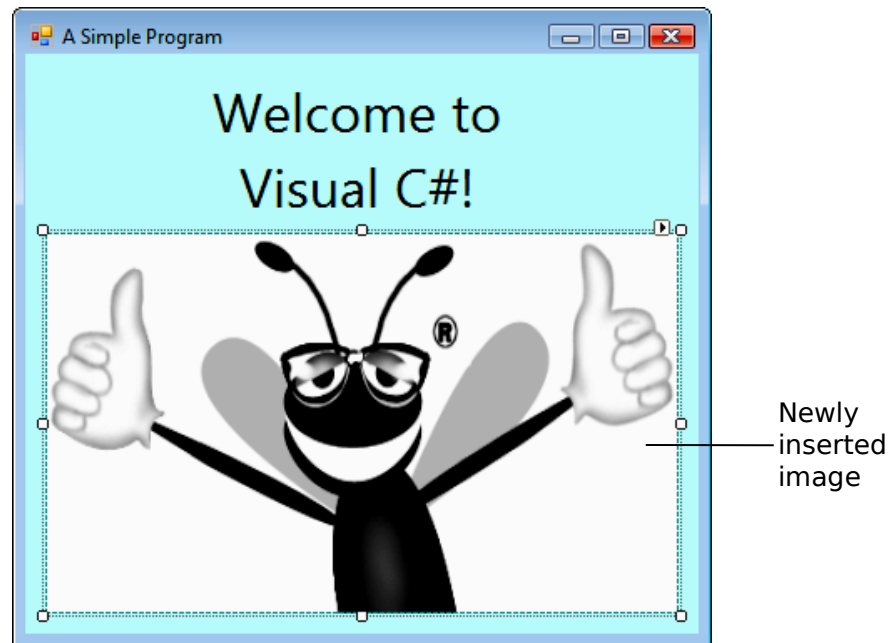 A Simple Program
Welcome to
Visual C#!
®
Newly
inserted
image